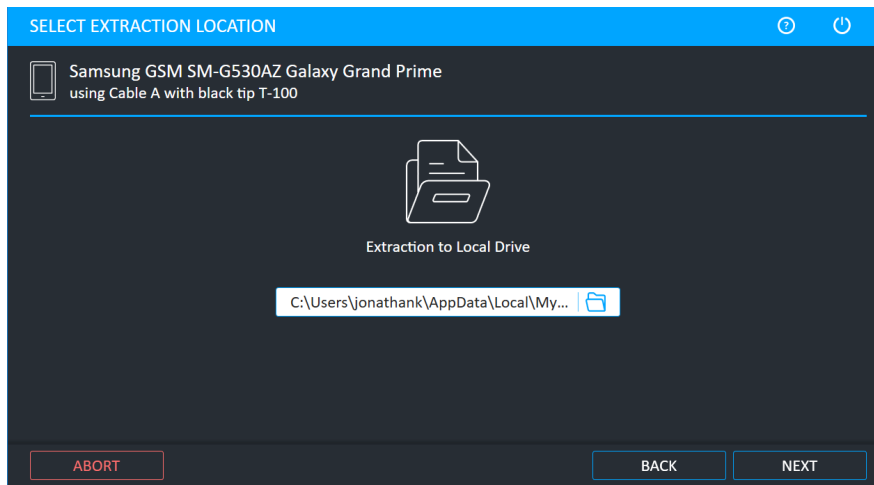 SELECT EXTRACTION LOCATION
Samsung GSM SM-G530AZ Galaxy Grand Prime
using Cable A with black tip T-100
Extraction to Local Drive
C:\Users\jonathank\AppData\Local\My...
ABORT
BACK
NEXT